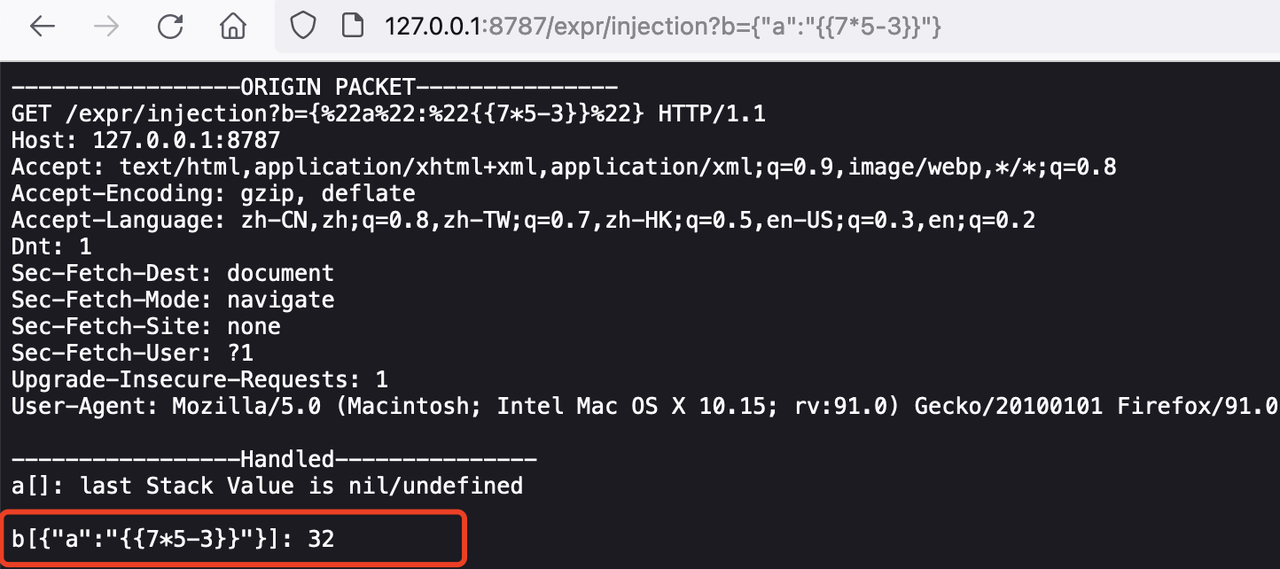 127.0.0.1:8787/expr/injection?b={"a":"{{7*5-3}}"}
-----------------ORIGIN PACKET---------------
GET /expr/injection?b={%22a%22:%22{{7*5-3}}%22} HTTP/1.1
Host: 127.0.0.1:8787
Accept: text/html,application/xhtml+xml,application/xml;q=0.9,image/webp,*/*;q=0.8
Accept-Encoding: gzip, deflate
Accept-Language: zh-CN,zh;q=0.8,zh-TW;q=0.7,zh-HK;q=0.5,en-US;q=0.3,en;q=0.2
Dnt: 1
Sec-Fetch-Dest: document
Sec-Fetch-Mode: navigate
Sec-Fetch-Site: none
Sec-Fetch-User: ?1
Upgrade-Insecure-Requests: 1
User-Agent: Mozilla/5.0 (Macintosh; Intel Mac OS X 10.15; rv:91.0) Gecko/20100101 Firefox/91.0
-----------------Handled---------------
a[]: last Stack Value is nil/undefined
b[{"a":"{{7*5-3}}"}]: 32